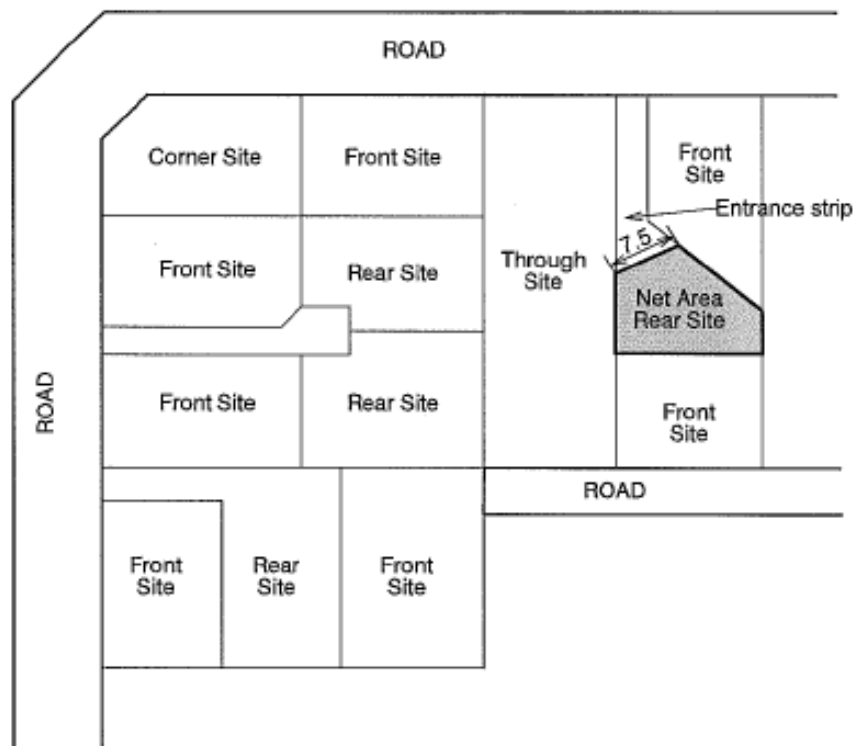 ROAD
Corner Site
Front Site
Front
Site
Entrance strip
7.5
Front Site
Rear Site
Through
Site
Net Area
Rear Site
ROAD
Front Site
Rear Site
Front
Site
ROAD
Front
Site
Rear
Site
Front
Site